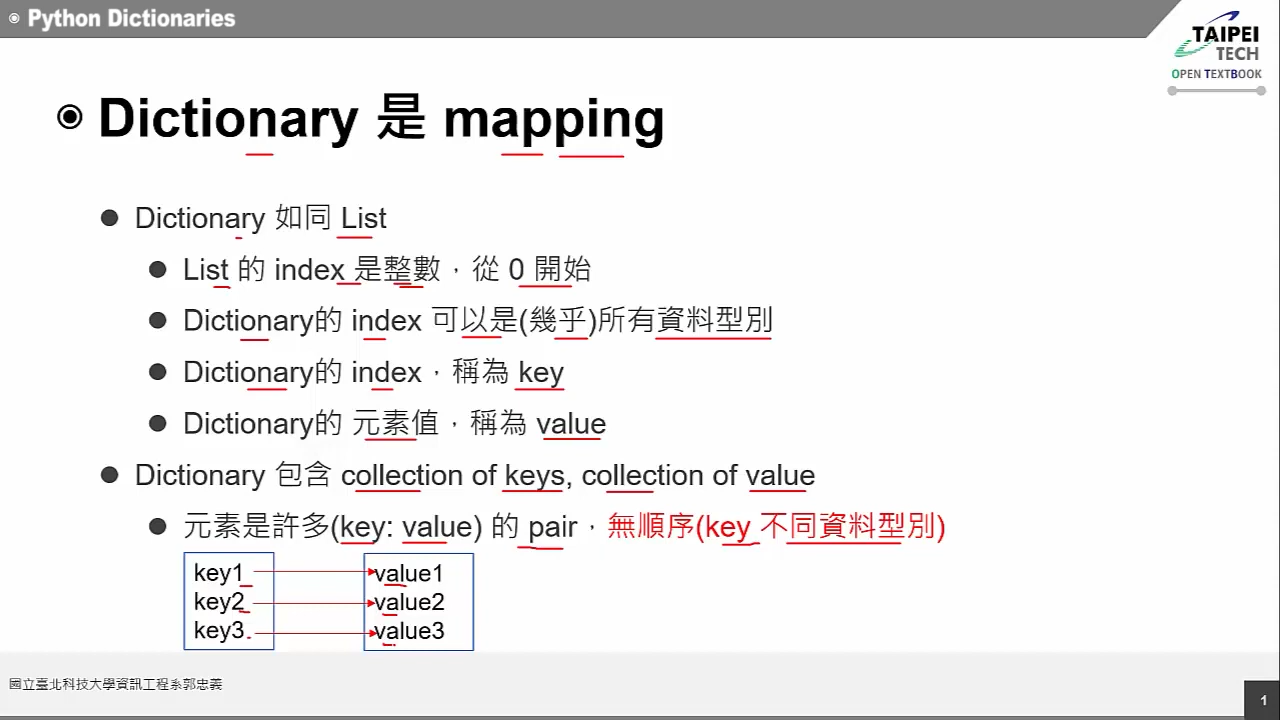 Python Dictionaries
TAIPEI
TECH
OPEN TEXTBOOK
Dictionary 是 mapping
Dictionary 如同 List
List 的 index 是整數，從 0 開始
Dictionary的 index 可以是(幾乎)所有資料型別
Dictionary的 index，稱為 key
Dictionary的 元素值，稱為 value
Dictionary 包含 collection of keys, collection of value
元素是許多(key: value) 的 pair，無順序(key 不同資料型別)
key1 value1
key2 value2
key3 value3
國立臺北科技大學資訊工程系郭忠義
1